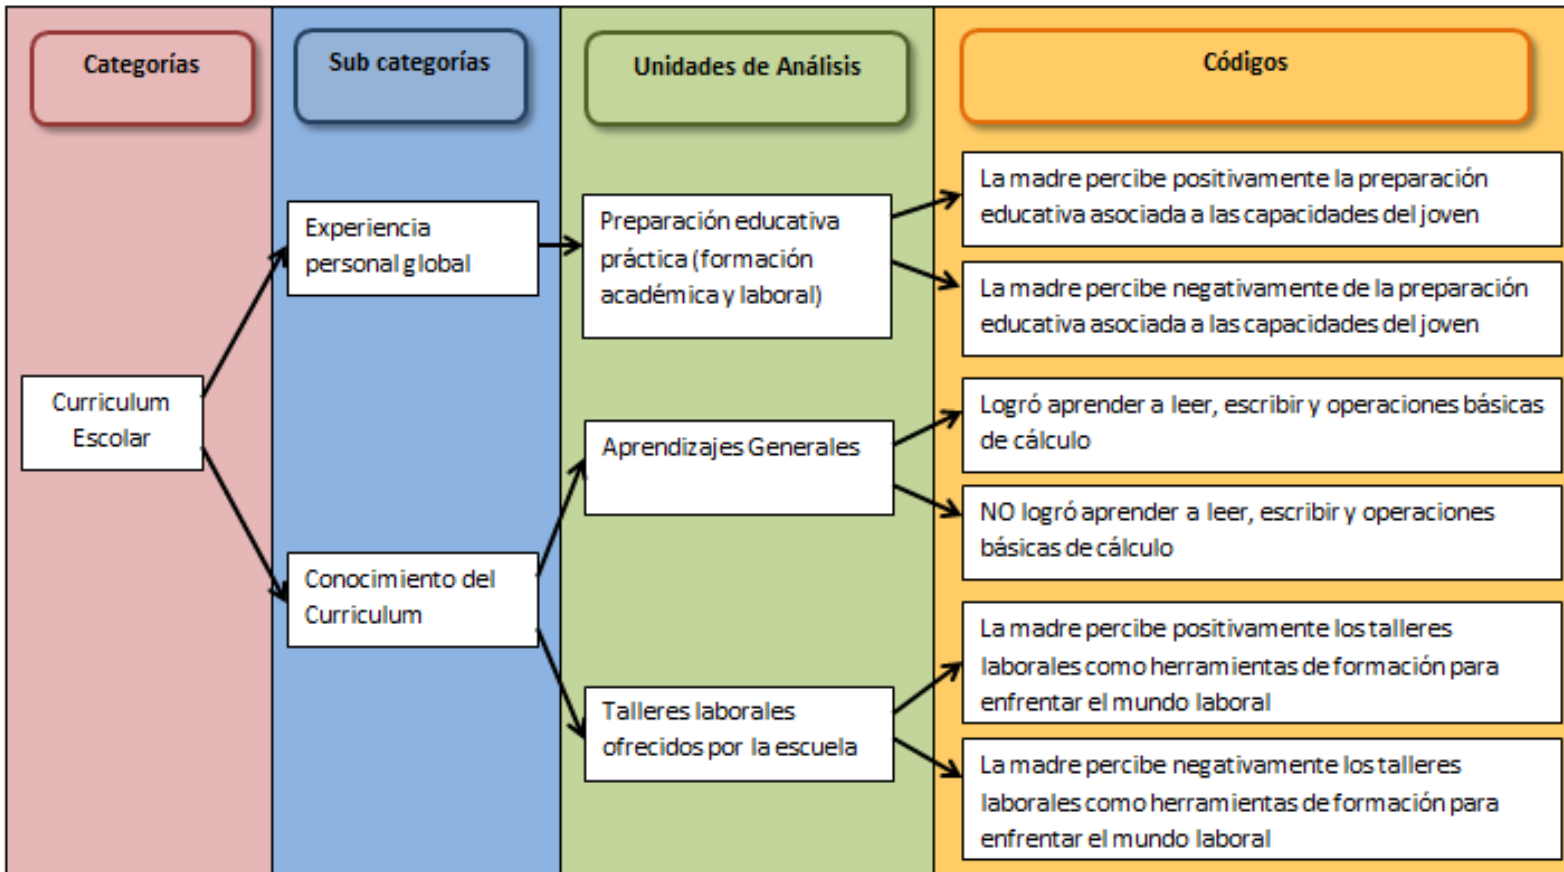 Categorías
Sub categorías
Unidades de Análisis
Códigos
Curriculum
Escolar
Experiencia
personal global
Conocimiento del
Curriculum
Preparación educativa
práctica (formación
académica y laboral)
Aprendizajes Generales
Talleres laborales
ofrecidos por la escuela
La madre percibe positivamente la preparación
educativa asociada a las capacidades del joven
La madre percibe negativamente de la preparación
educativa asociada a las capacidades del joven
Logró aprender a leer, escribir y operaciones básicas
de cálculo
NO logró aprender a leer, escribir y operaciones
básicas de cálculo
La madre percibe positivamente los talleres
laborales como herramientas de formación para
enfrentar el mundo laboral
La madre percibe negativamente los talleres
laborales como herramientas de formación para
enfrentar el mundo laboral